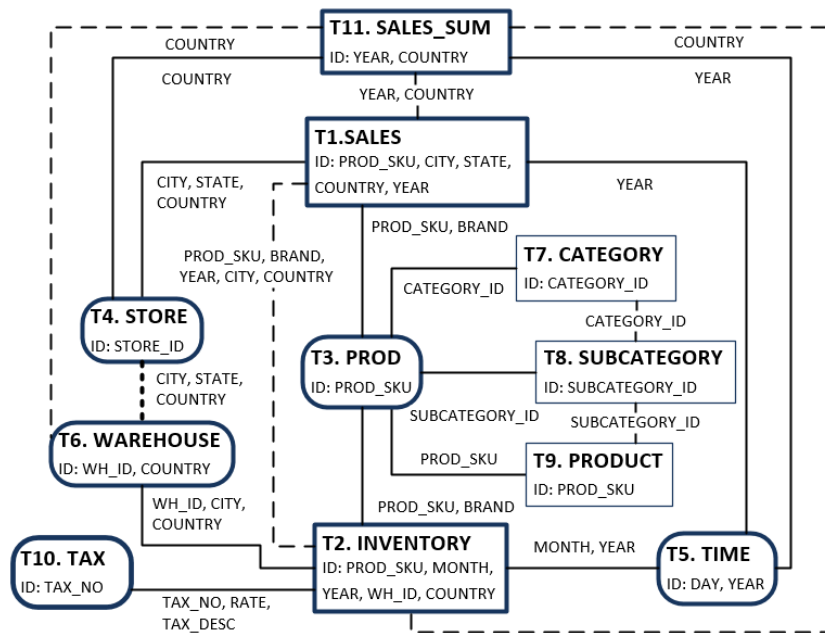 T11. SALES_SUM
ID: YEAR, COUNTRY
COUNTRY
COUNTRY
COUNTRY
YEAR
YEAR, COUNTRY
T1.SALES
ID: PROD_SKU, CITY, STATE,
COUNTRY, YEAR
CITY, STATE,
COUNTRY
YEAR
PROD_SKU, BRAND
PROD_SKU, BRAND,
YEAR, CITY, COUNTRY
T7. CATEGORY
ID: CATEGORY_ID
CATEGORY_ID
CATEGORY_ID
T4. STORE
ID: STORE_ID
T3. PROD
ID: PROD_SKU
T8. SUBCATEGORY
ID: SUBCATEGORY_ID
CITY, STATE,
COUNTRY
SUBCATEGORY_ID
SUBCATEGORY_ID
T6. WAREHOUSE
ID: WH_ID, COUNTRY
PROD_SKU
T9. PRODUCT
ID: PROD_SKU
WH_ID, CITY,
COUNTRY
PROD_SKU, BRAND
T10. TAX
ID: TAX_NO
T2. INVENTORY
ID: PROD_SKU, MONTH,
YEAR, WH_ID, COUNTRY
MONTH, YEAR
T5. TIME
ID: DAY, YEAR
TAX_NO, RATE,
TAX_DESC